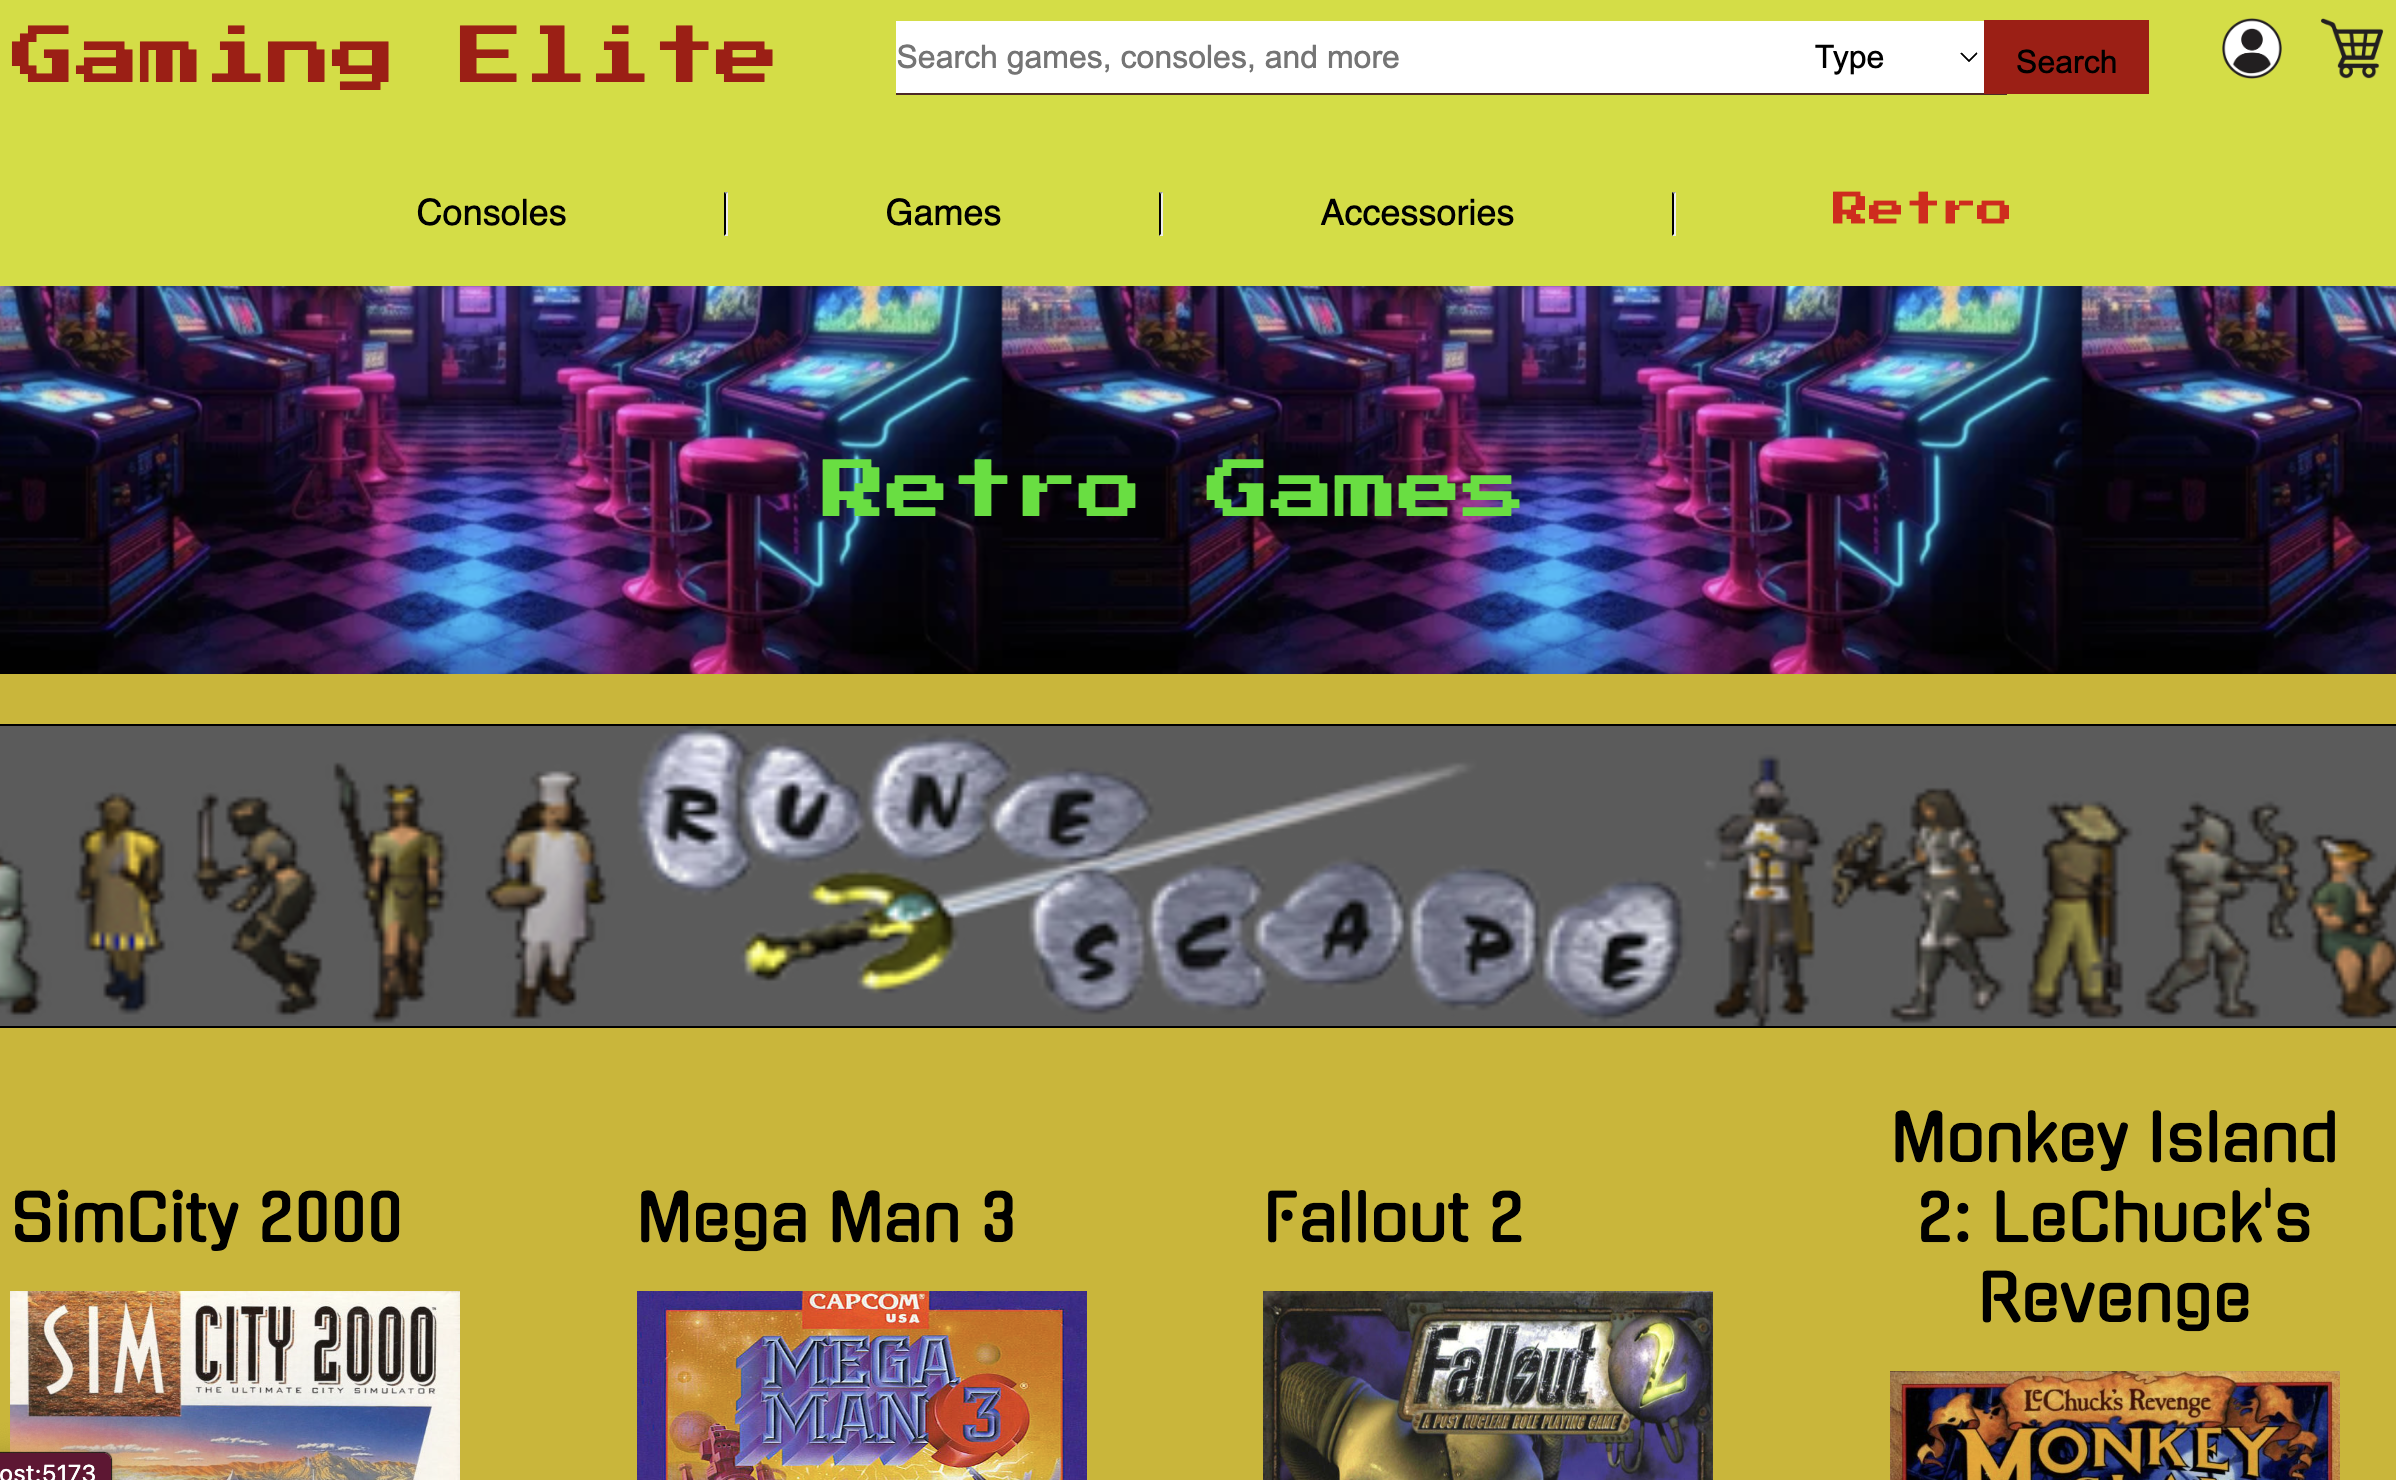 Gaming Elite
Search games, consoles, and more
Type
Search
Consoles
Games
Accessories
Retro
Retro Games
RUNE
SCAPE
SimCity 2000
Mega Man 3
Fallout 2
Monkey Island
2: LeChuck's
Revenge
SIM CITY 2000
THE ULTIMATE CITY SIMULATOR
CAPCOM®
USA
MEGA
MAN 3
Fallout 2
A POST NUCLEAR ROLE PLAYING GAME
LeChuck's Revenge
MONKEY
ost:5173